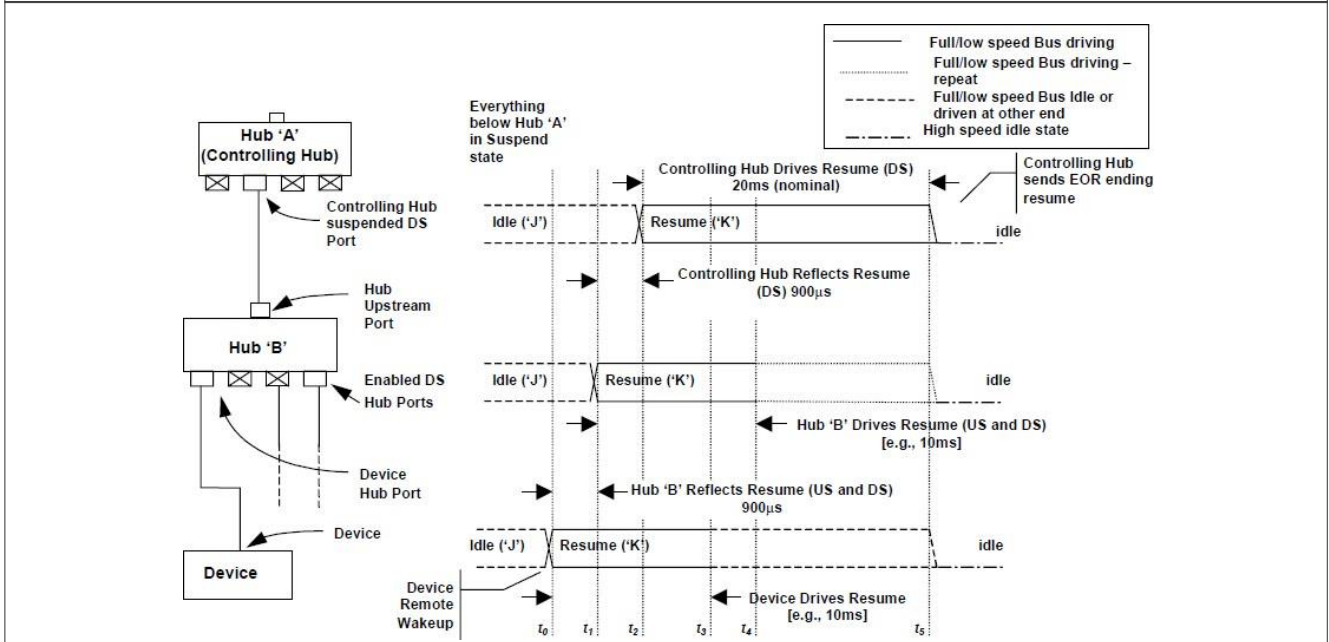 Full/low speed Bus driving
Full/low speed Bus driving –
repeat
Full/low speed Bus Idle or
driven at other end
High speed idle state
Everything
below Hub 'A'
in Suspend
state
Hub 'A'
(Controlling Hub)
Controlling Hub
suspended DS
Port
Controlling Hub Drives Resume (DS)
20ms (nominal)
Controlling Hub
sends EOR ending
resume
Idle ('J')
Resume ('K')
idle
Controlling Hub Reflects Resume
(DS) 900µs
Hub
Upstream
Port
Hub 'B'
Enabled DS
Hub Ports
Idle ('J')
Resume ('K')
idle
Hub 'B' Drives Resume (US and DS)
[e.g., 10ms]
Device
Hub Port
Hub 'B' Reflects Resume (US and DS)
900µs
Device
Device
Idle ('J')
Resume ('K')
idle
Device
Remote
Wakeup
Device Drives Resume
[e.g., 10ms]
t0 t1 t2 t3 t4 t5